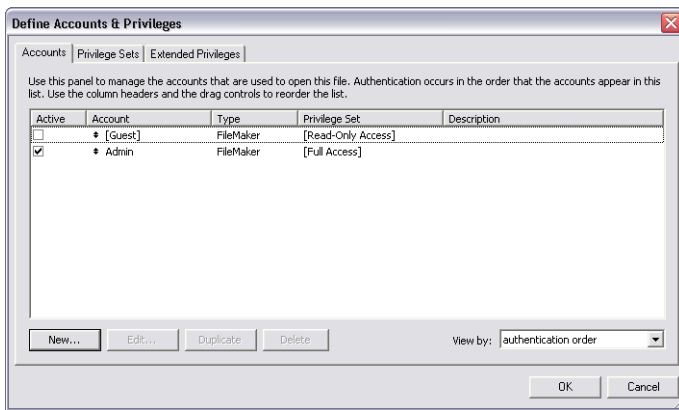 Define Accounts & Privileges
Accounts Privilege Sets Extended Privileges
Use this panel to manage the accounts that are used to open this file. Authentication occurs in the order that the accounts appear in this
list. Use the column headers and the drag controls to reorder the list.
Active Account Type Privilege Set Description
[Guest] FileMaker [Read-Only Access]
Admin FileMaker [Full Access]
New... Edit... Duplicate Delete View by: authentication order
OK Cancel